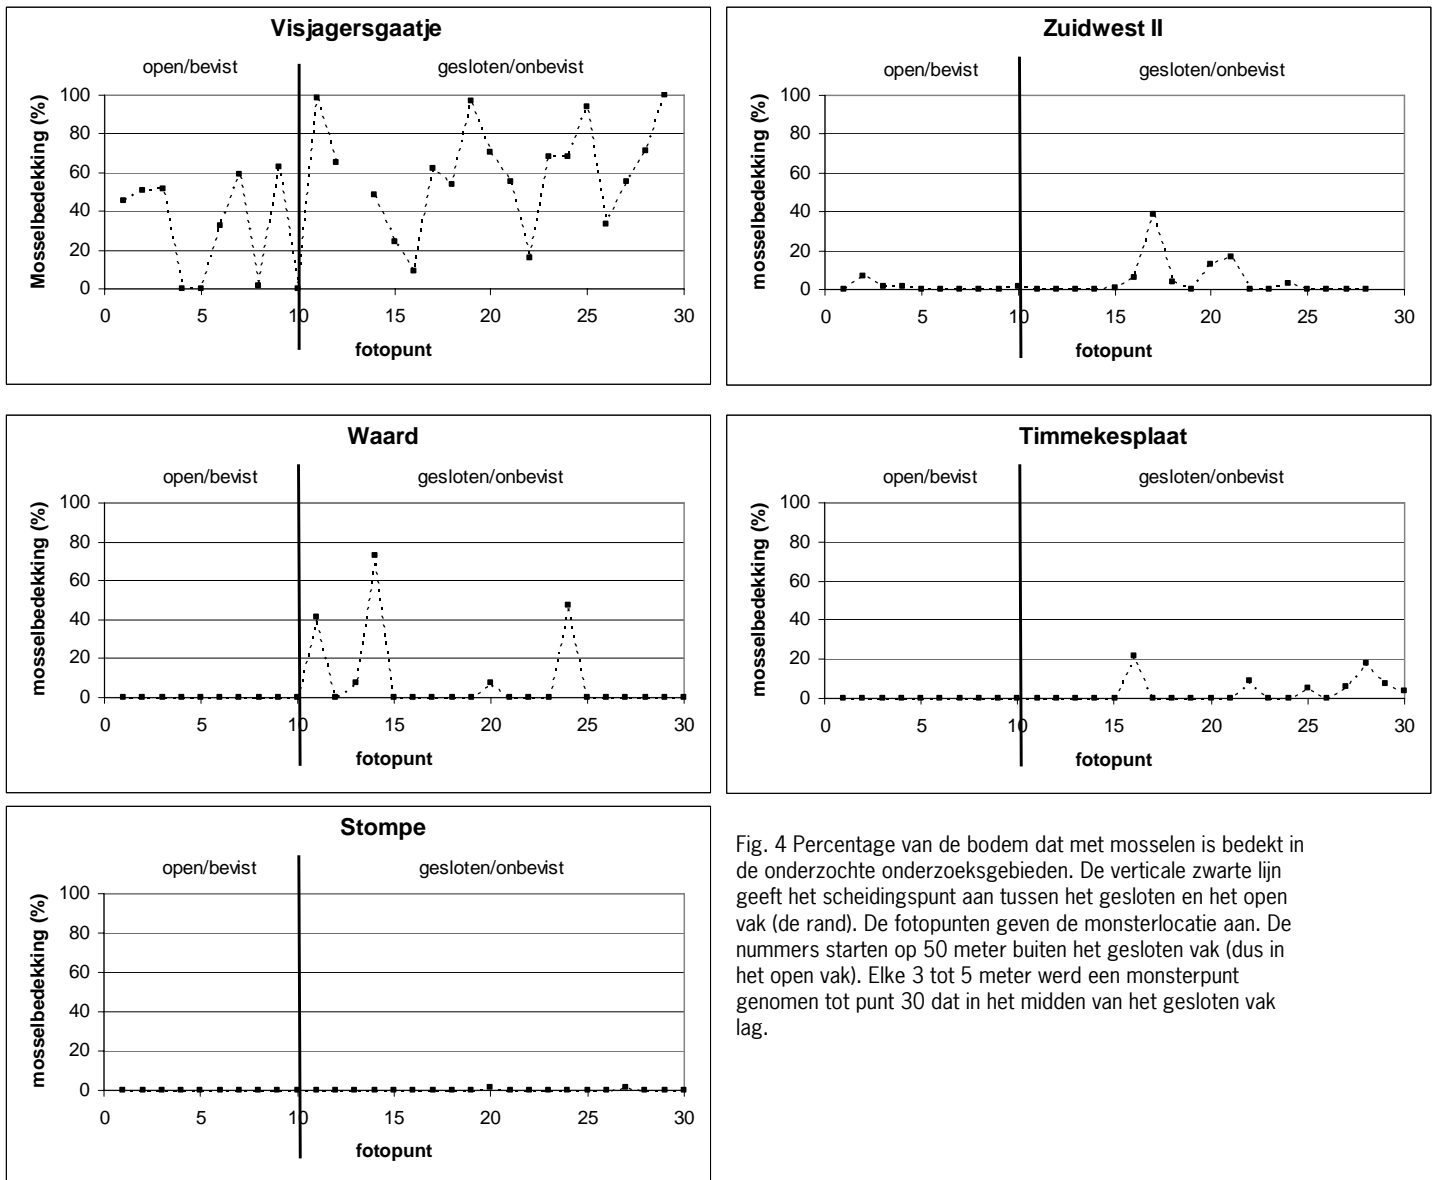 Visjagersgaatje
open/bevist gesloten/onbevist
Mosselbedekking (%)
100
80
60
40
20
0
0 5 10 15 20 25 30
fotopunt
Zuidwest II
open/bevist gesloten/onbevist
mosselbedekking (%)
100
80
60
40
20
0
0 5 10 15 20 25 30
fotopunt
Waard
open/bevist gesloten/onbevist
mosselbedekking (%)
100
80
60
40
20
0
0 5 10 15 20 25 30
fotopunt
Timmekesplaat
open/bevist gesloten/onbevist
mosselbedekking (%)
100
80
60
40
20
0
0 5 10 15 20 25 30
fotopunt
Stompe
open/bevist gesloten/onbevist
mosselbedekking (%)
100
80
60
40
20
0
0 5 10 15 20 25 30
fotopunt
Fig. 4 Percentage van de bodem dat met mosselen is bedekt in
de onderzochte onderzoeksgebieden. De verticale zwarte lijn
geeft het scheidingspunt aan tussen het gesloten en het open
vak (de rand). De fotopunten geven de monsterlocatie aan. De
nummers starten op 50 meter buiten het gesloten vak (dus in
het open vak). Elke 3 tot 5 meter werd een monsterpunt
genomen tot punt 30 dat in het midden van het gesloten vak
lag.